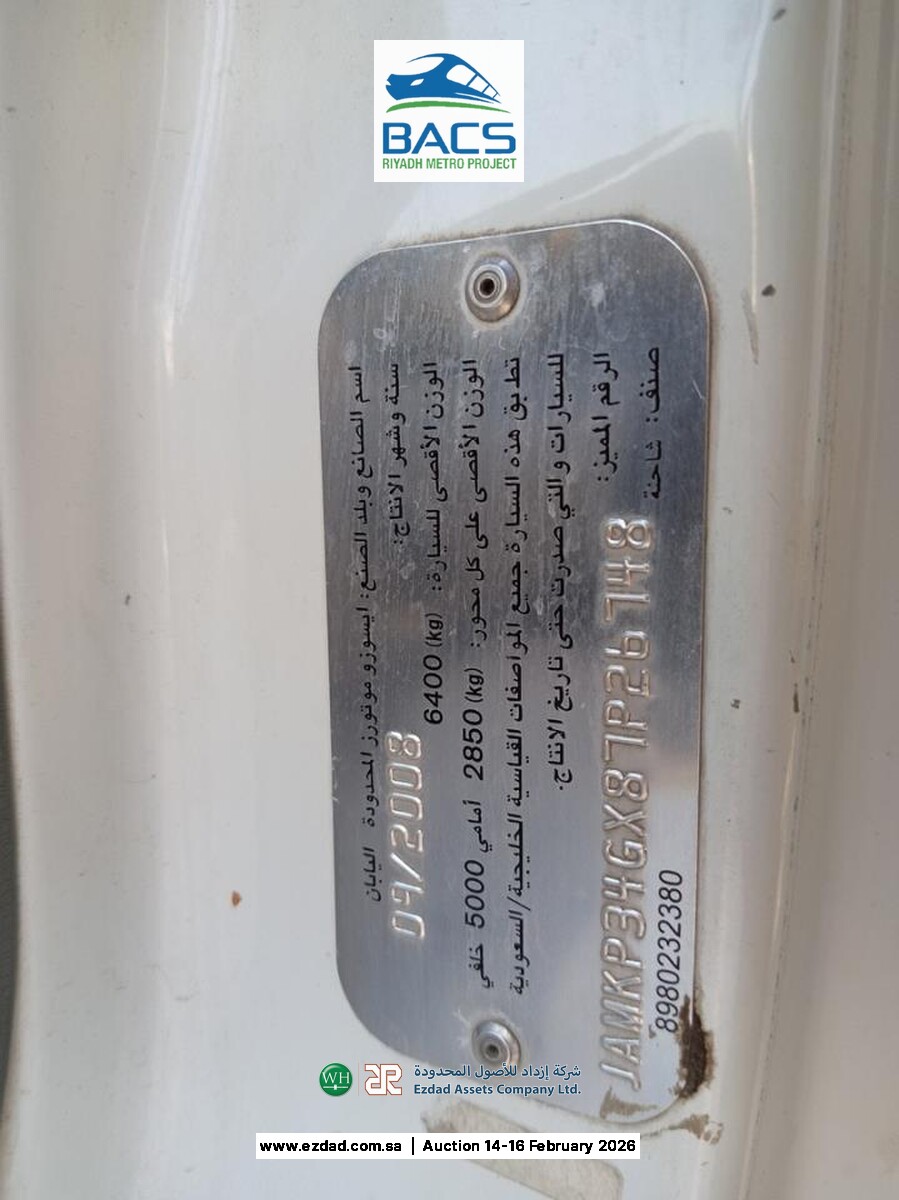 BACS
RIYADH METRO PROJECT
اسم الصانع وبلد الصنع: ايسوزو موتورز المحدودة اليابان
سنة وشهر الانتاج: 09/2008
الوزن الأقصى للسيارة: 6400 (kg)
الوزن الأقصى على كل محور: 2850 (kg) أمامي 5000 خلفي
تطبق هذه السيارة جميع المواصفات القياسية الخليجية/السعودية
للسيارات والتي صدرت حتى تاريخ الانتاج.
الرقم المميز: JAMKP34GX87P26748
صنف: شاحنة
8980232380
WH
شركة إزداد للأصول المحدودة
Ezdad Assets Company Ltd.
www.ezdad.com.sa | Auction 14-16 February 2026